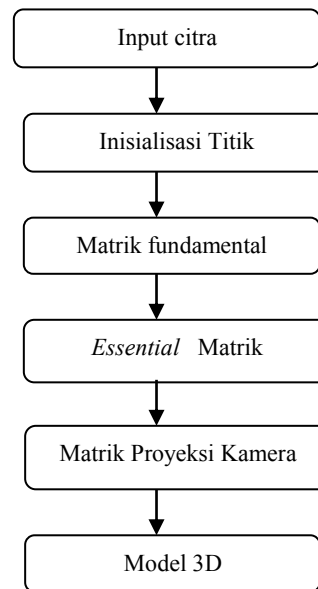 Input citra
Inisialisasi Titik
Matrik fundamental
Essential Matrik
Matrik Proyeksi Kamera
Model 3D